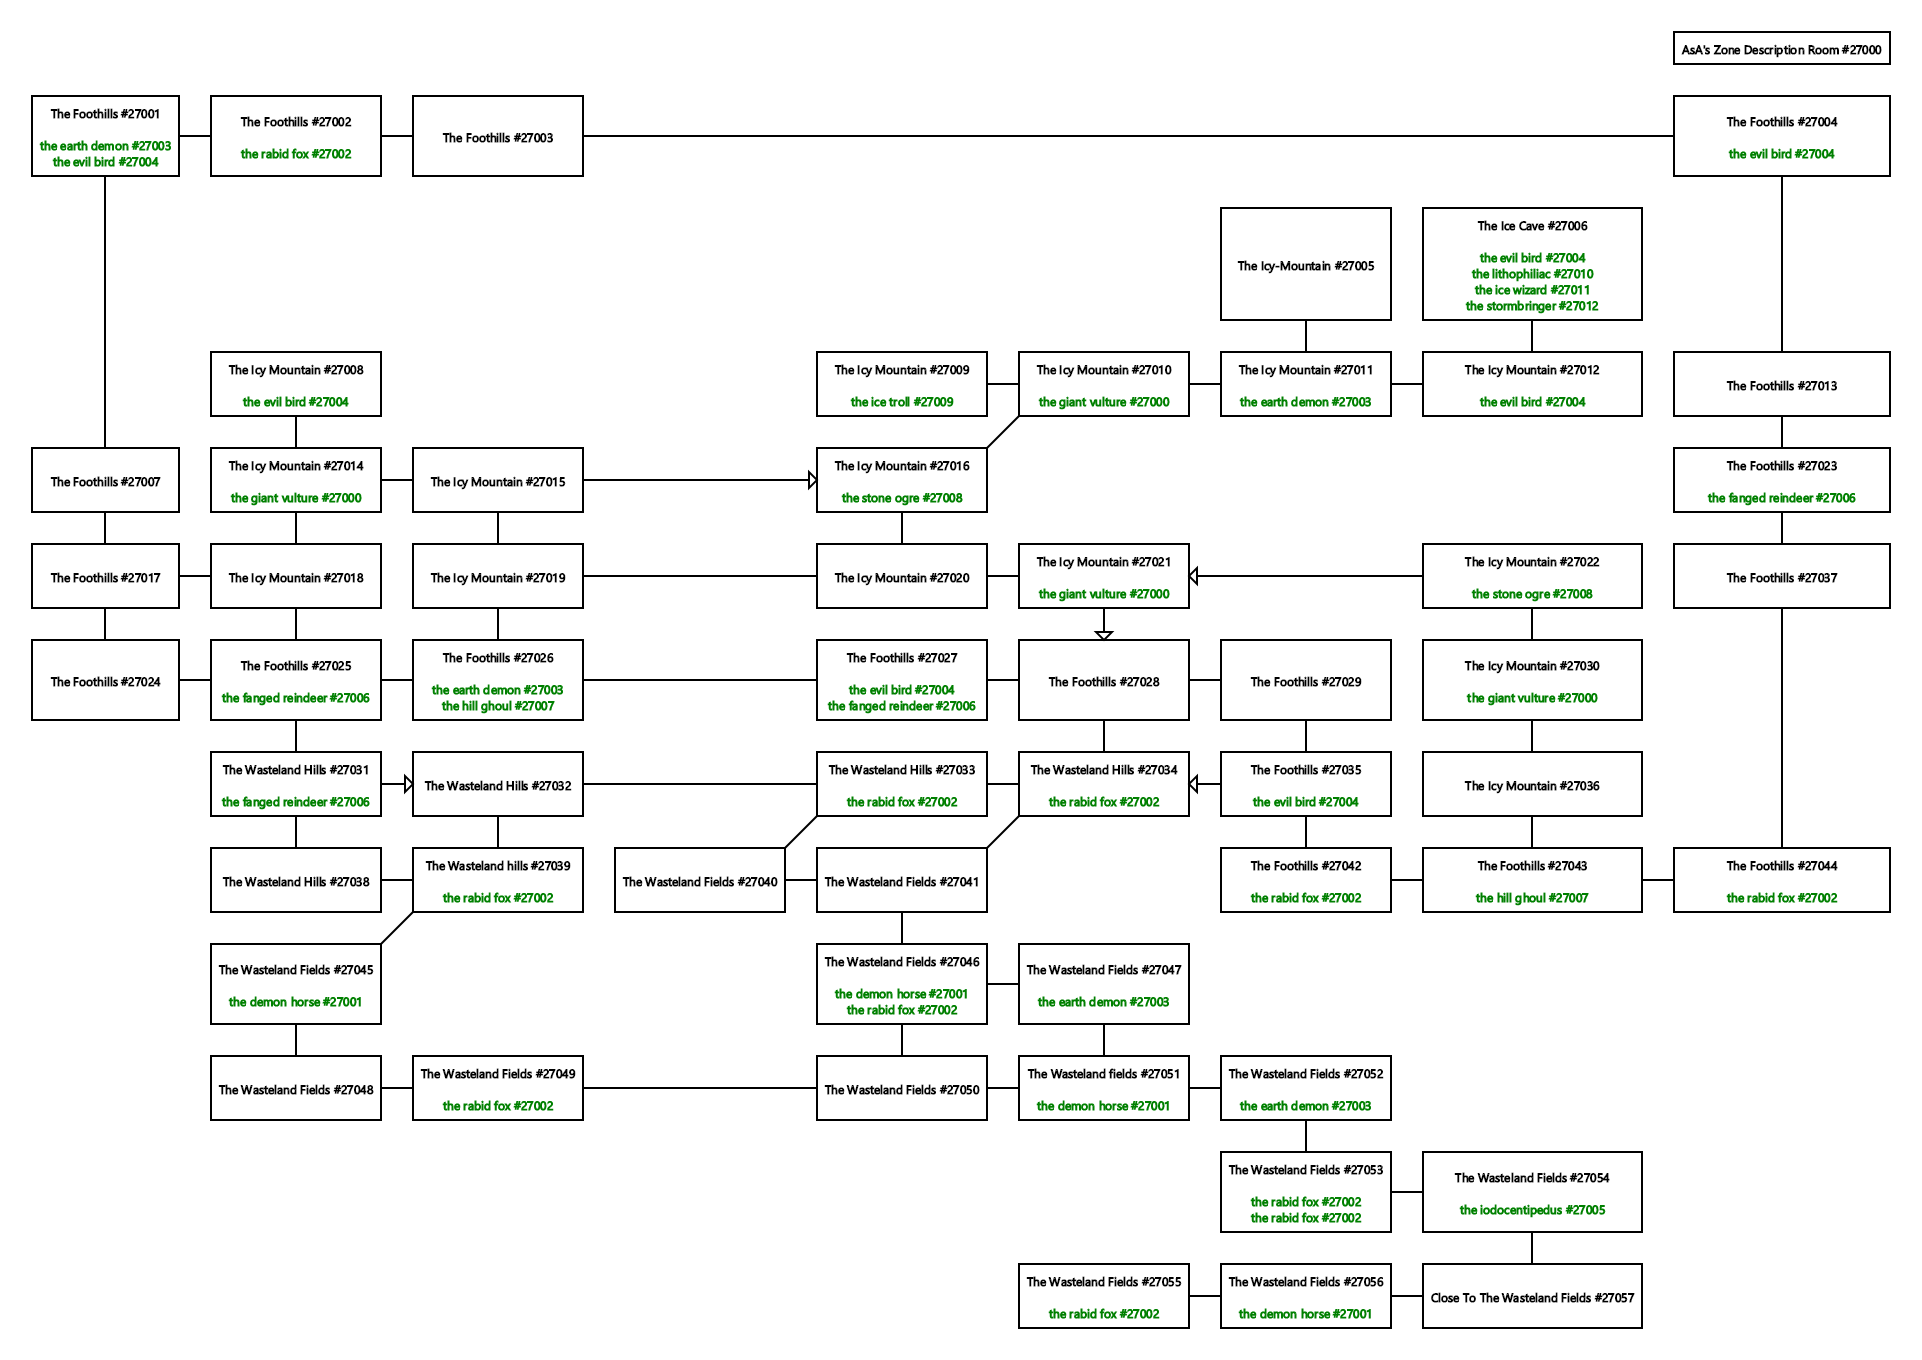 AsA's Zone Description Room #27000
The Foothills #27001
the earth demon #27003
the evil bird #27004
The Foothills #27002
the rabid fox #27002
The Foothills #27003
The Foothills #27004
the evil bird #27004
The Icy-Mountain #27005
The Ice Cave #27006
the evil bird #27004
the lithophiliac #27010
the ice wizard #27011
the stormbringer #27012
The Icy Mountain #27008
the evil bird #27004
The Icy Mountain #27009
the ice troll #27009
The Icy Mountain #27010
the giant vulture #27000
The Icy Mountain #27011
the earth demon #27003
The Icy Mountain #27012
the evil bird #27004
The Foothills #27013
The Foothills #27007
The Icy Mountain #27014
the giant vulture #27000
The Icy Mountain #27015
The Icy Mountain #27016
the stone ogre #27008
The Foothills #27023
the fanged reindeer #27006
The Foothills #27017
The Icy Mountain #27018
The Icy Mountain #27019
The Icy Mountain #27020
The Icy Mountain #27021
the giant vulture #27000
The Icy Mountain #27022
the stone ogre #27008
The Foothills #27037
The Foothills #27024
The Foothills #27025
the fanged reindeer #27006
The Foothills #27026
the earth demon #27003
the hill ghoul #27007
The Foothills #27027
the evil bird #27004
the fanged reindeer #27006
The Foothills #27028
The Foothills #27029
The Icy Mountain #27030
the giant vulture #27000
The Wasteland Hills #27031
the fanged reindeer #27006
The Wasteland Hills #27032
The Wasteland Hills #27033
the rabid fox #27002
The Wasteland Hills #27034
the rabid fox #27002
The Foothills #27035
the evil bird #27004
The Icy Mountain #27036
The Wasteland Hills #27038
The Wasteland hills #27039
the rabid fox #27002
The Wasteland Fields #27040
The Wasteland Fields #27041
The Foothills #27042
the rabid fox #27002
The Foothills #27043
the hill ghoul #27007
The Foothills #27044
the rabid fox #27002
The Wasteland Fields #27045
the demon horse #27001
The Wasteland Fields #27046
the demon horse #27001
the rabid fox #27002
The Wasteland Fields #27047
the earth demon #27003
The Wasteland Fields #27048
The Wasteland Fields #27049
the rabid fox #27002
The Wasteland Fields #27050
The Wasteland fields #27051
the demon horse #27001
The Wasteland Fields #27052
the earth demon #27003
The Wasteland Fields #27053
the rabid fox #27002
the rabid fox #27002
The Wasteland Fields #27054
the iodocentipedus #27005
The Wasteland Fields #27055
the rabid fox #27002
The Wasteland Fields #27056
the demon horse #27001
Close To The Wasteland Fields #27057